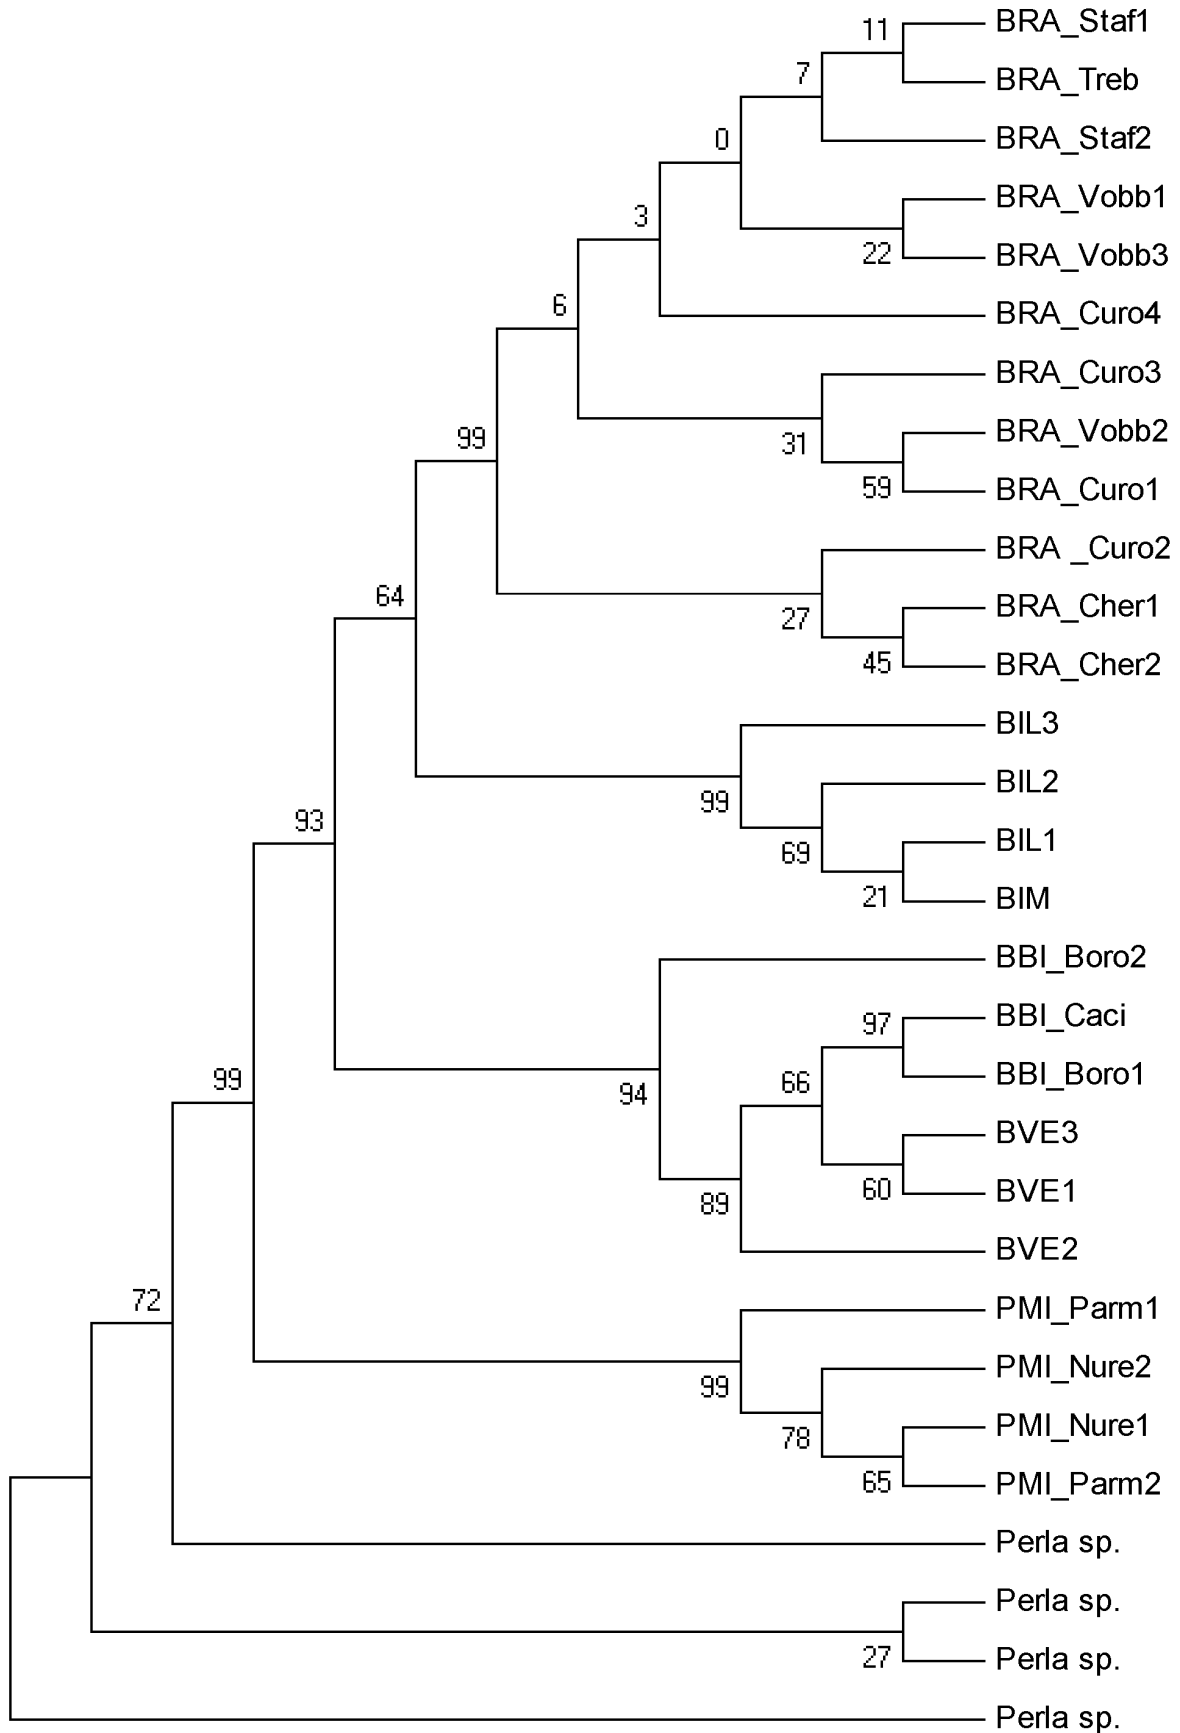 11
BRA_Staf1
7
BRA_Treb
0
BRA_Staf2
BRA_Vobb1
3
22
BRA_Vobb3
6
BRA_Curo4
BRA_Curo3
99
31
BRA_Vobb2
59
BRA_Curo1
BRA _Curo2
64
27
BRA_Cher1
45
BRA_Cher2
BIL3
99
BIL2
93
69
BIL1
21
BIM
BBI_Boro2
97
BBI_Caci
99
94
66
BBI_Boro1
BVE3
89
60
BVE1
BVE2
72
PMI_Parm1
99
PMI_Nure2
78
PMI_Nure1
65
PMI_Parm2
Perla sp.
Perla sp.
27
Perla sp.
Perla sp.